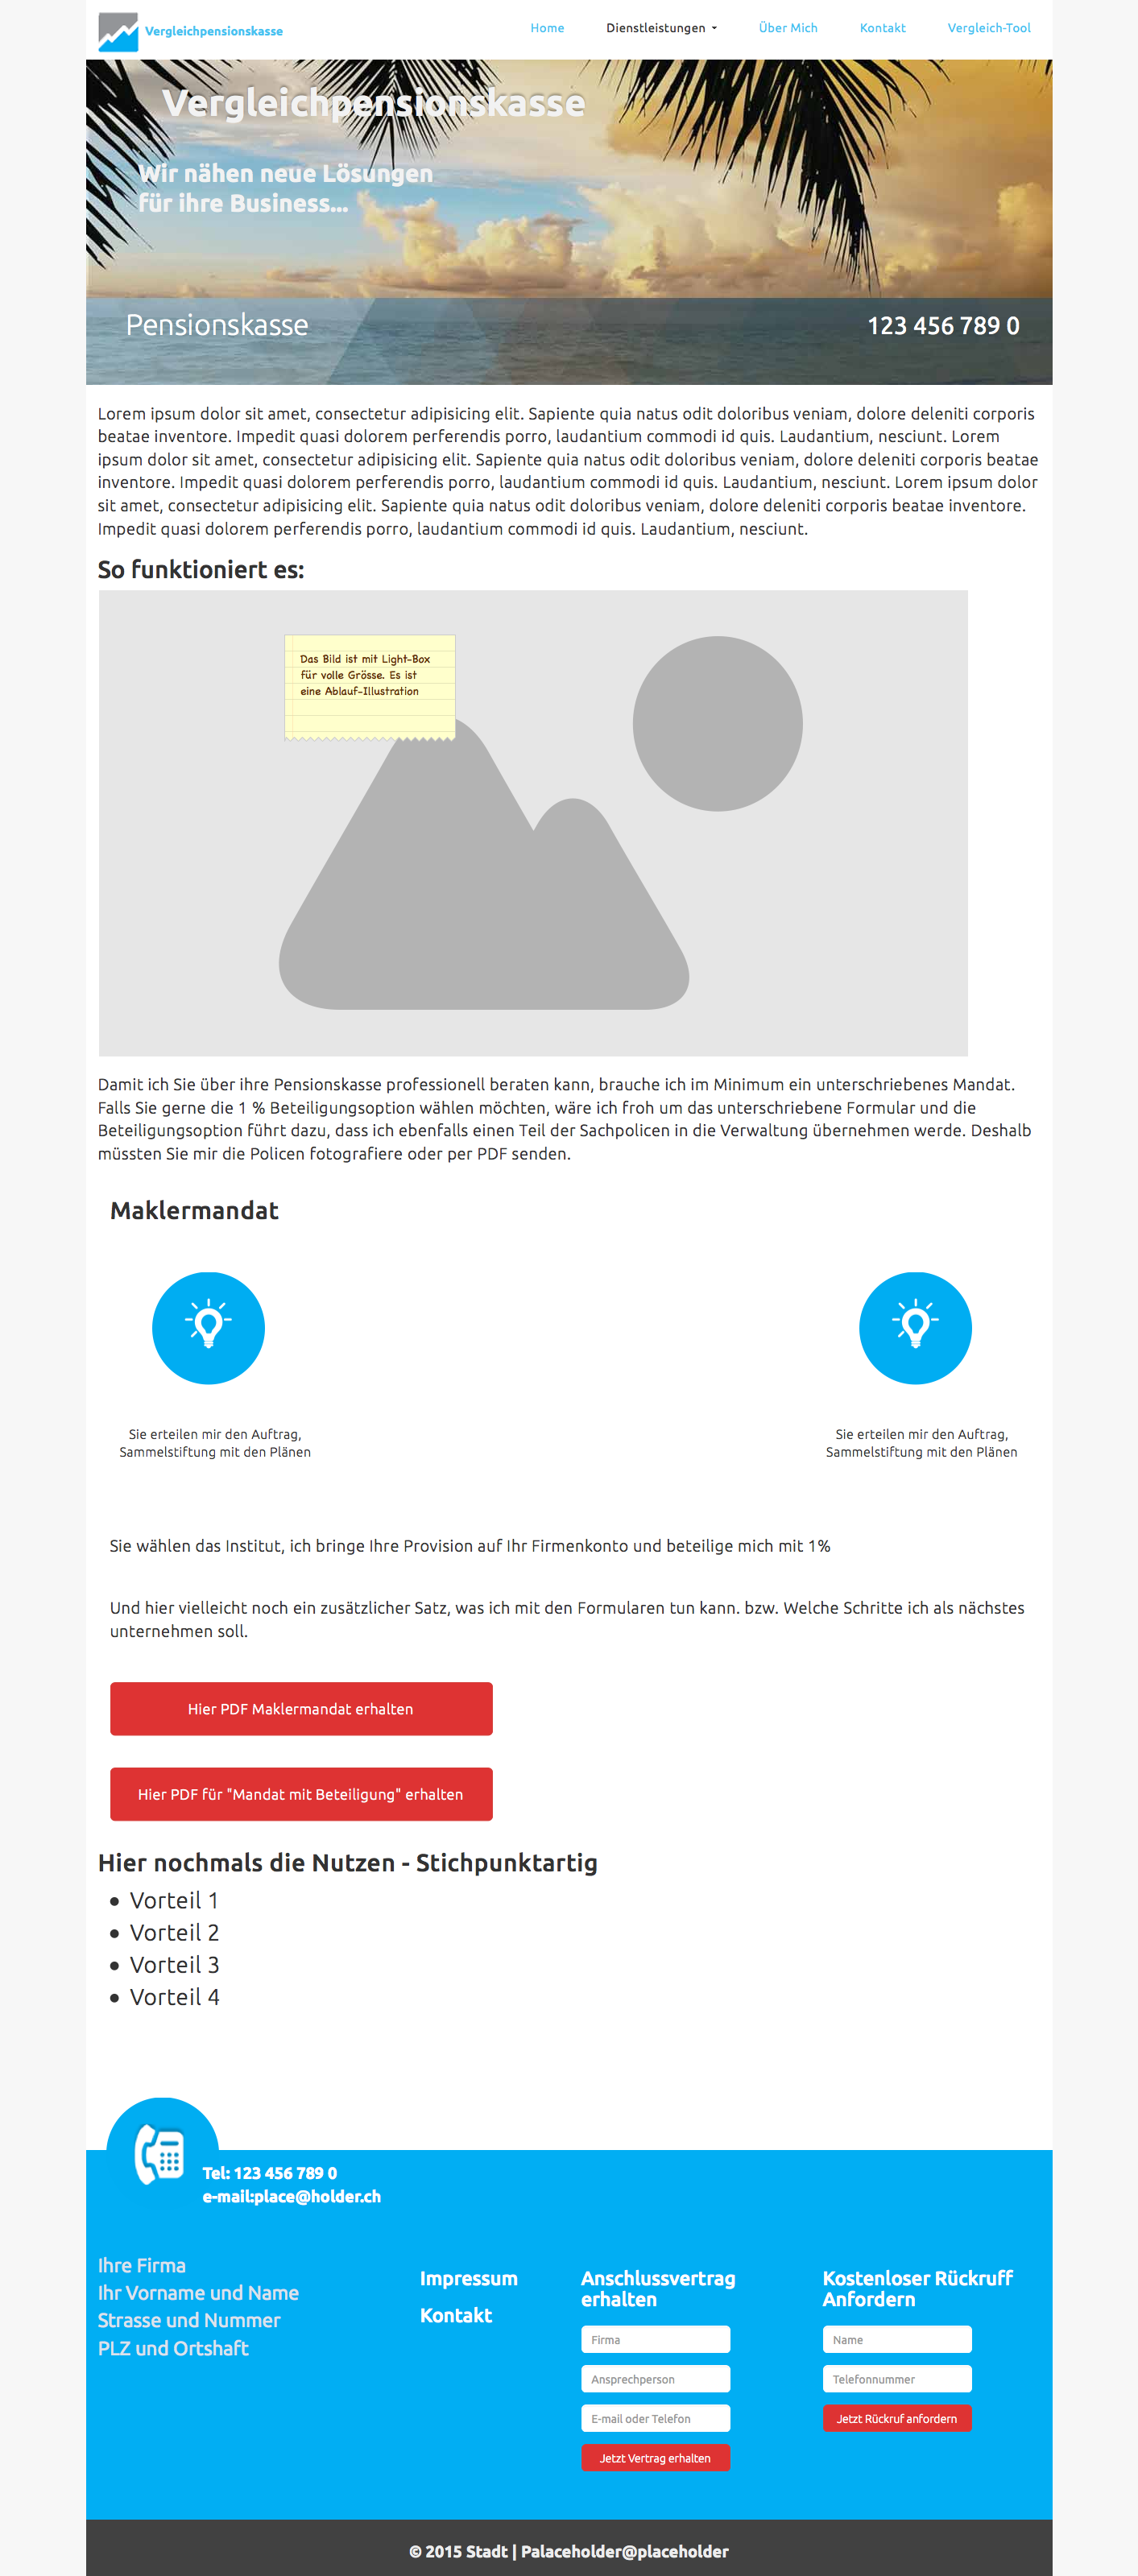 Vergleichpensionskasse
Home Dienstleistungen Über Mich Kontakt Vergleich-Tool
Vergleichpensionskasse
Wir nähen neue Lösungen
für ihre Business...
Pensionskasse
123 456 789 0
Lorem ipsum dolor sit amet, consectetur adipisicing elit. Sapiente quia natus odit doloribus veniam, dolore deleniti corporis
beatae inventore. Impedit quasi dolorem perferendis porro, laudantium commodi id quis. Laudantium, nesciunt. Lorem
ipsum dolor sit amet, consectetur adipisicing elit. Sapiente quia natus odit doloribus veniam, dolore deleniti corporis beatae
inventore. Impedit quasi dolorem perferendis porro, laudantium commodi id quis. Laudantium, nesciunt. Lorem ipsum dolor
sit amet, consectetur adipisicing elit. Sapiente quia natus odit doloribus veniam, dolore deleniti corporis beatae inventore.
Impedit quasi dolorem perferendis porro, laudantium commodi id quis. Laudantium, nesciunt.
So funktioniert es:
Das Bild ist mit Light-Box
für volle Grösse. Es ist
eine Ablauf-Illustration
Damit ich Sie über ihre Pensionskasse professionell beraten kann, brauche ich im Minimum ein unterschriebenes Mandat.
Falls Sie gerne die 1 % Beteiligungsoption wählen möchten, wäre ich froh um das unterschriebene Formular und die
Beteiligungsoption führt dazu, dass ich ebenfalls einen Teil der Sachpolicen in die Verwaltung übernehmen werde. Deshalb
müssten Sie mir die Policen fotografiere oder per PDF senden.
Maklermandat
Sie erteilen mir den Auftrag,
Sammelstiftung mit den Plänen
Sie erteilen mir den Auftrag,
Sammelstiftung mit den Plänen
Sie wählen das Institut, ich bringe Ihre Provision auf Ihr Firmenkonto und beteilige mich mit 1%
Und hier vielleicht noch ein zusätzlicher Satz, was ich mit den Formularen tun kann. bzw. Welche Schritte ich als nächstes
unternehmen soll.
Hier PDF Maklermandat erhalten
Hier PDF für "Mandat mit Beteiligung" erhalten
Hier nochmals die Nutzen - Stichpunktartig
• Vorteil 1
• Vorteil 2
• Vorteil 3
• Vorteil 4
Tel: 123 456 789 0
e-mail:place@holder.ch
Ihre Firma
Ihr Vorname und Name
Strasse und Nummer
PLZ und Ortshaft
Impressum
Kontakt
Anschlussvertrag
erhalten
Firma
Ansprechperson
E-mail oder Telefon
Jetzt Vertrag erhalten
Kostenloser Rückruff
Anfordern
Name
Telefonnummer
Jetzt Rückruf anfordern
© 2015 Stadt | Palaceholder@placeholder